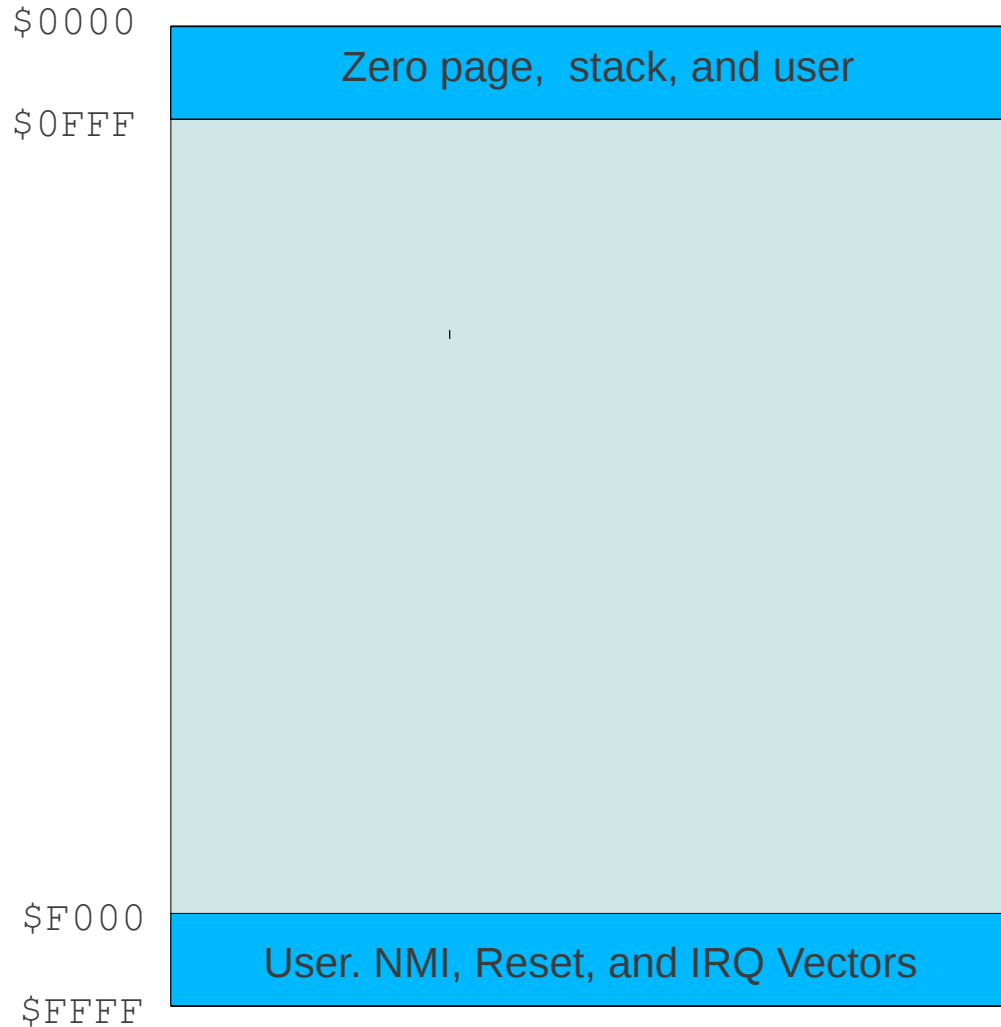 $0000
Zero page, stack, and user
$0FFF
$F000
User. NMI, Reset, and IRQ Vectors
$FFFF